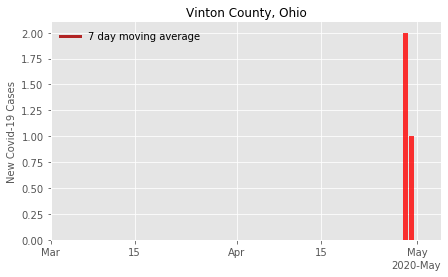 Vinton County, Ohio
7 day moving average
New Covid-19 Cases
2.00
1.75
1.50
1.25
1.00
0.75
0.50
0.25
0.00
Mar 15 Apr 15 May
2020-May